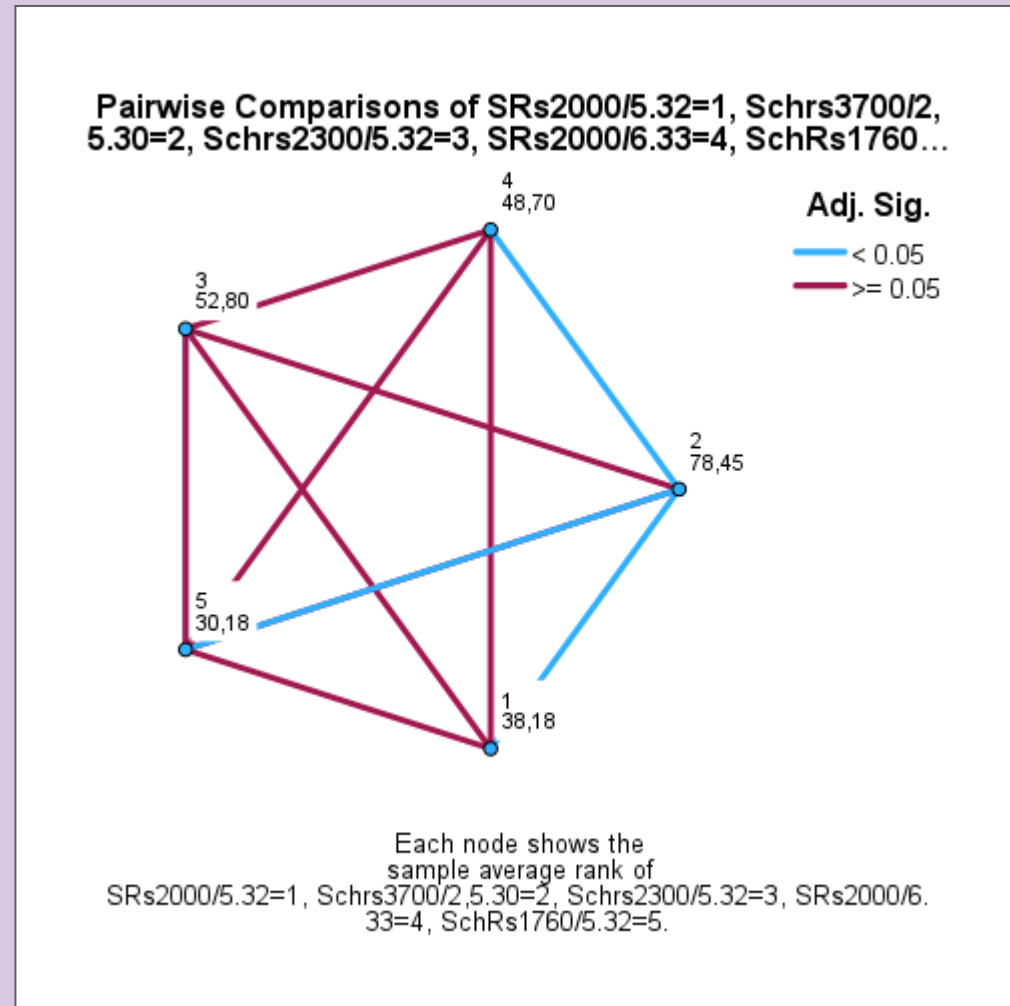 Pairwise Comparisons of SRs2000/5.32=1, Schrs3700/2,
5.30=2, Schrs2300/5.32=3, SRs2000/6.33=4, SchRs1760...
4
48,70
Adj. Sig.
< 0.05
>= 0.05
3
52,80
2
78,45
5
30,18
1
38,18
Each node shows the
sample average rank of
SRs2000/5.32=1, Schrs3700/2,5.30=2, Schrs2300/5.32=3, SRs2000/6.
33=4, SchRs1760/5.32=5.